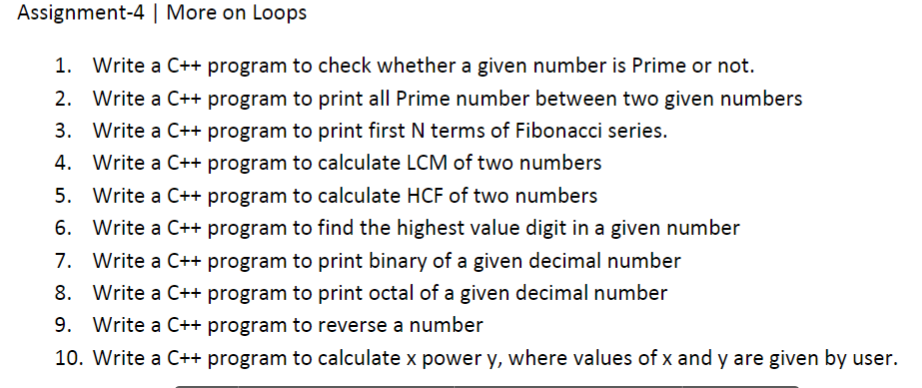 Assignment-4 | More on Loops
1. Write a C++ program to check whether a given number is Prime or not.
2. Write a C++ program to print all Prime number between two given numbers
3. Write a C++ program to print first N terms of Fibonacci series.
4. Write a C++ program to calculate LCM of two numbers
5. Write a C++ program to calculate HCF of two numbers
6. Write a C++ program to find the highest value digit in a given number
7. Write a C++ program to print binary of a given decimal number
8. Write a C++ program to print octal of a given decimal number
9. Write a C++ program to reverse a number
10. Write a C++ program to calculate x power y, where values of x and y are given by user.